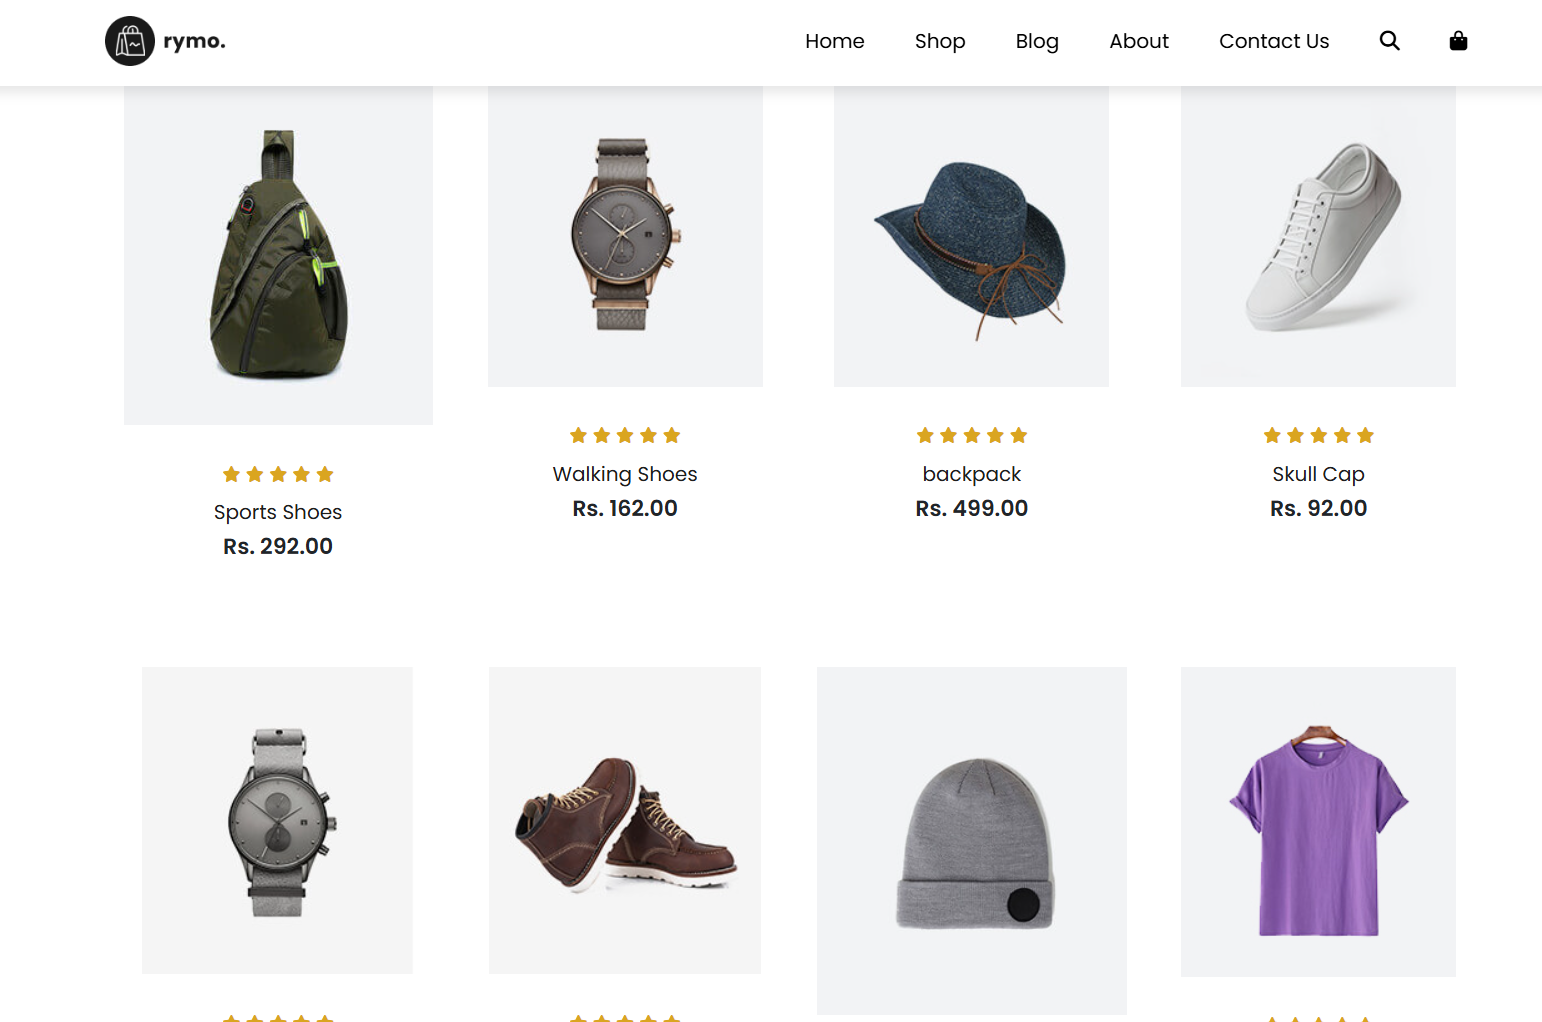 rymo.
Home Shop Blog About Contact Us
Sports Shoes
Rs. 292.00
Walking Shoes
Rs. 162.00
backpack
Rs. 499.00
Skull Cap
Rs. 92.00